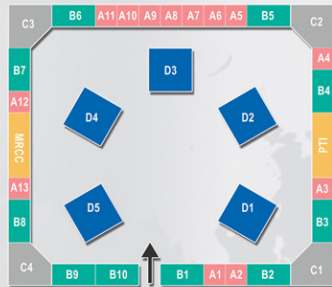 C3 B6 A11 A10 A9 A8 A7 A6 A5 B5 C2
B7 D3 A4
B4
A12 D4 D2
MRCC PTI
A13 A3
B8 D5 D1 B3
C4 B9 B10 B1 A1 A2 B2 C1